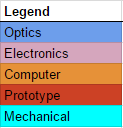 Legend
Optics
Electronics
Computer
Prototype
Mechanical